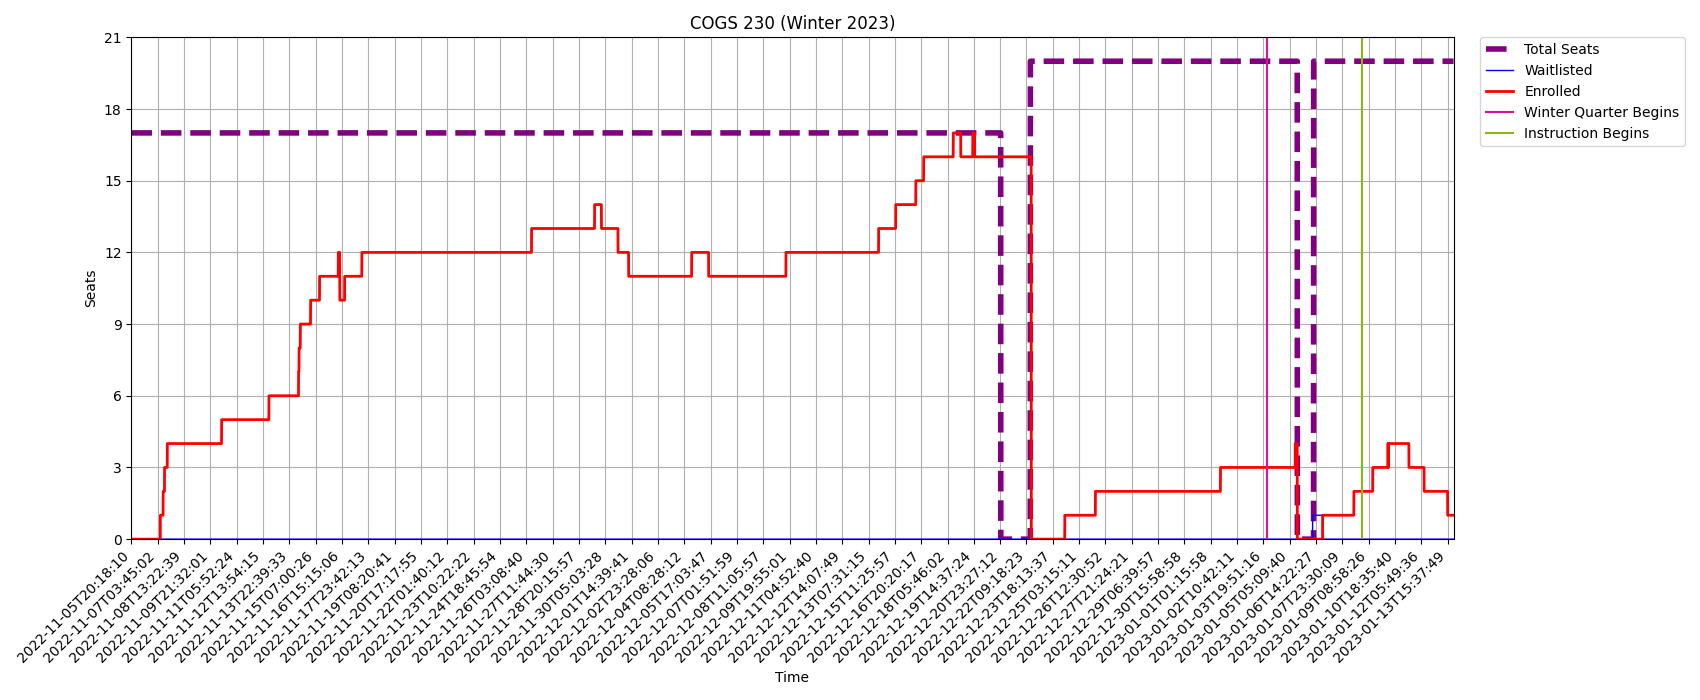 COGS 230 (Winter 2023)
21
18
15
12
9
6
3
0
Seats
Total Seats
Waitlisted
Enrolled
Winter Quarter Begins
Instruction Begins
2022-11-05T20:18:10
2022-11-07T03:45:02
2022-11-08T13:22:39
2022-11-09T21:32:01
2022-11-11T05:52:24
2022-11-12T13:54:15
2022-11-13T22:39:33
2022-11-15T07:00:26
2022-11-16T15:15:06
2022-11-17T23:42:13
2022-11-19T08:20:41
2022-11-20T17:17:55
2022-11-22T01:40:12
2022-11-23T10:22:22
2022-11-24T18:45:54
2022-11-26T03:08:40
2022-11-27T11:44:30
2022-11-28T20:15:57
2022-11-30T05:03:28
2022-12-01T14:39:41
2022-12-02T23:28:06
2022-12-04T08:28:12
2022-12-05T17:03:47
2022-12-07T01:51:59
2022-12-08T11:05:57
2022-12-09T19:55:01
2022-12-11T04:52:40
2022-12-12T14:07:49
2022-12-13T07:31:15
2022-12-15T11:25:57
2022-12-16T20:20:17
2022-12-18T05:46:02
2022-12-19T14:37:24
2022-12-20T23:27:12
2022-12-22T09:18:23
2022-12-23T18:13:37
2022-12-25T03:15:11
2022-12-26T12:30:52
2022-12-27T21:24:21
2022-12-29T06:39:57
2022-12-30T15:58:58
2023-01-01T01:15:58
2023-01-02T10:42:11
2023-01-03T19:51:16
2023-01-05T05:09:40
2023-01-06T14:22:27
2023-01-07T23:30:09
2023-01-09T08:58:26
2023-01-10T18:35:40
2023-01-12T05:49:36
2023-01-13T15:37:49
Time